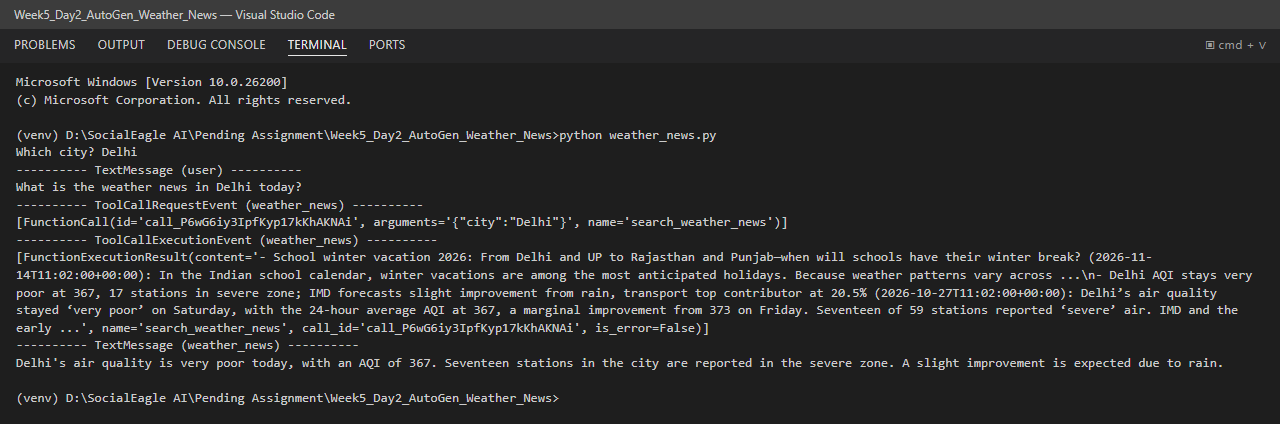 Week5_Day2_AutoGen_Weather_News — Visual Studio Code
PROBLEMS OUTPUT DEBUG CONSOLE TERMINAL PORTS cmd + ∨
Microsoft Windows [Version 10.0.26200]
(c) Microsoft Corporation. All rights reserved.
(venv) D:\SocialEagle AI\Pending Assignment\Week5_Day2_AutoGen_Weather_News>python weather_news.py
Which city? Delhi
---------- TextMessage (user) ----------
What is the weather news in Delhi today?
---------- ToolCallRequestEvent (weather_news) ----------
[FunctionCall(id='call_P6wG6iy3IpfKyp17kKhAKNAi', arguments='{"city":"Delhi"}', name='search_weather_news')]
---------- ToolCallExecutionEvent (weather_news) ----------
[FunctionExecutionResult(content='- School winter vacation 2026: From Delhi and UP to Rajasthan and Punjab—when will schools have their winter break? (2026-11-
14T11:02:00+00:00): In the Indian school calendar, winter vacations are among the most anticipated holidays. Because weather patterns vary across ...\n- Delhi AQI stays very
poor at 367, 17 stations in severe zone; IMD forecasts slight improvement from rain, transport top contributor at 20.5% (2026-10-27T11:02:00+00:00): Delhi’s air quality
stayed ‘very poor’ on Saturday, with the 24-hour average AQI at 367, a marginal improvement from 373 on Friday. Seventeen of 59 stations reported ‘severe’ air. IMD and the
early ...', name='search_weather_news', call_id='call_P6wG6iy3IpfKyp17kKhAKNAi', is_error=False)]
---------- TextMessage (weather_news) ----------
Delhi's air quality is very poor today, with an AQI of 367. Seventeen stations in the city are reported in the severe zone. A slight improvement is expected due to rain.
(venv) D:\SocialEagle AI\Pending Assignment\Week5_Day2_AutoGen_Weather_News>